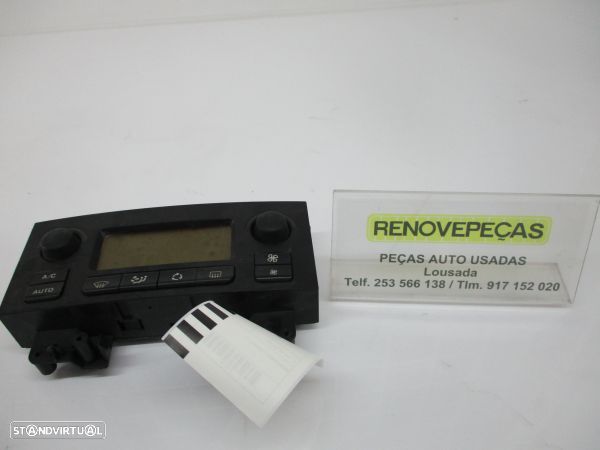 RENOVEPEÇAS
PEÇAS AUTO USADAS
Lousada
Telf. 253 566 138 / Tlm. 917 152 020
A/C
AUTO
STANDVIRTUAL